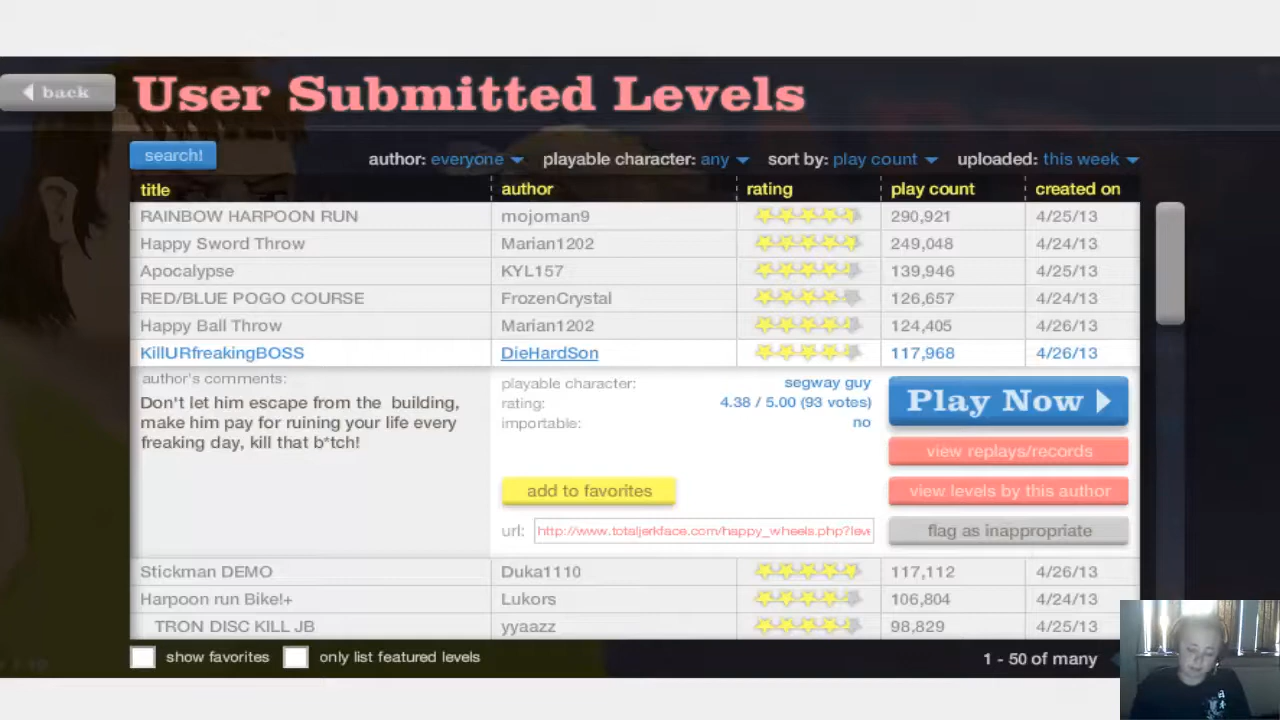 back
User Submitted Levels
search!
author: everyone playable character: any sort by: play count uploaded: this week
title author rating play count created on
RAINBOW HARPOON RUN mojoman9 290,921 4/25/13
Happy Sword Throw Marian1202 249,048 4/24/13
Apocalypse KYL157 139,946 4/25/13
RED/BLUE POGO COURSE FrozenCrystal 126,657 4/24/13
Happy Ball Throw Marian1202 124,405 4/26/13
KillURfreakingBOSS DieHardSon 117,968 4/26/13
author's comments:
Don't let him escape from the building,
make him pay for ruining your life every
freaking day, kill that b*tch!
playable character: segway guy
rating: 4.38 / 5.00 (93 votes)
importable: no
add to favorites
url: http://www.totaljerkface.com/happy_wheels.php?leve
Play Now
view replays/records
view levels by this author
flag as inappropriate
Stickman DEMO Duka1110 117,112 4/26/13
Harpoon run Bike!+ Lukors 106,804 4/24/13
TRON DISC KILL JB yyaazz 98,829 4/25/13
show favorites only list featured levels 1 - 50 of many